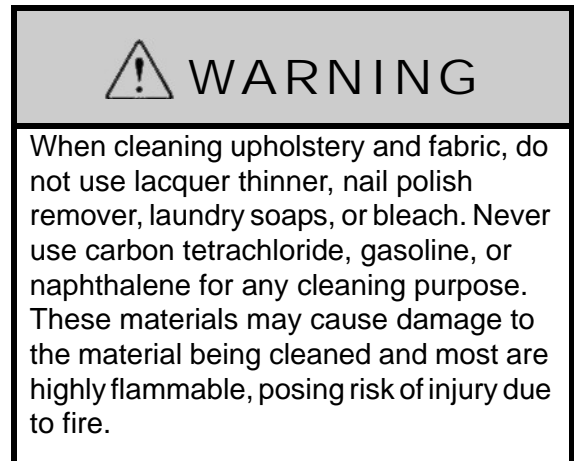 WARNING
When cleaning upholstery and fabric, do
not use lacquer thinner, nail polish
remover, laundry soaps, or bleach. Never
use carbon tetrachloride, gasoline, or
naphthalene for any cleaning purpose.
These materials may cause damage to
the material being cleaned and most are
highly flammable, posing risk of injury due
to fire.